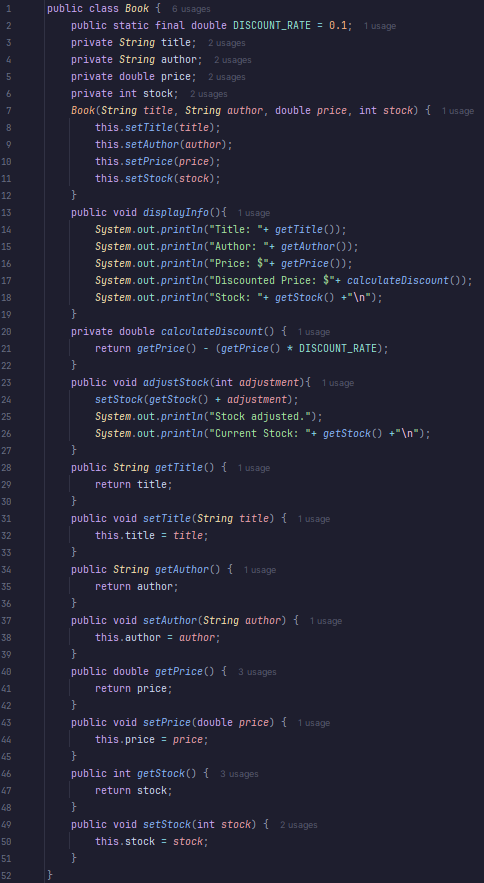 1 public class Book { 6 usages
2 public static final double DISCOUNT_RATE = 0.1; 1 usage
3 private String title; 2 usages
4 private String author; 2 usages
5 private double price; 2 usages
6 private int stock; 2 usages
7 Book(String title, String author, double price, int stock) { 1 usage
8 this.setTitle(title);
9 this.setAuthor(author);
10 this.setPrice(price);
11 this.setStock(stock);
12 }
13 public void displayInfo(){ 1 usage
14 System.out.println("Title: "+ getTitle());
15 System.out.println("Author: "+ getAuthor());
16 System.out.println("Price: $"+ getPrice());
17 System.out.println("Discounted Price: $"+ calculateDiscount());
18 System.out.println("Stock: "+ getStock() +"\n");
19 }
20 private double calculateDiscount() { 1 usage
21 return getPrice() - (getPrice() * DISCOUNT_RATE);
22 }
23 public void adjustStock(int adjustment){ 1 usage
24 setStock(getStock() + adjustment);
25 System.out.println("Stock adjusted.");
26 System.out.println("Current Stock: "+ getStock() +"\n");
27 }
28 public String getTitle() { 1 usage
29 return title;
30 }
31 public void setTitle(String title) { 1 usage
32 this.title = title;
33 }
34 public String getAuthor() { 1 usage
35 return author;
36 }
37 public void setAuthor(String author) { 1 usage
38 this.author = author;
39 }
40 public double getPrice() { 3 usages
41 return price;
42 }
43 public void setPrice(double price) { 1 usage
44 this.price = price;
45 }
46 public int getStock() { 3 usages
47 return stock;
48 }
49 public void setStock(int stock) { 2 usages
50 this.stock = stock;
51 }
52 }